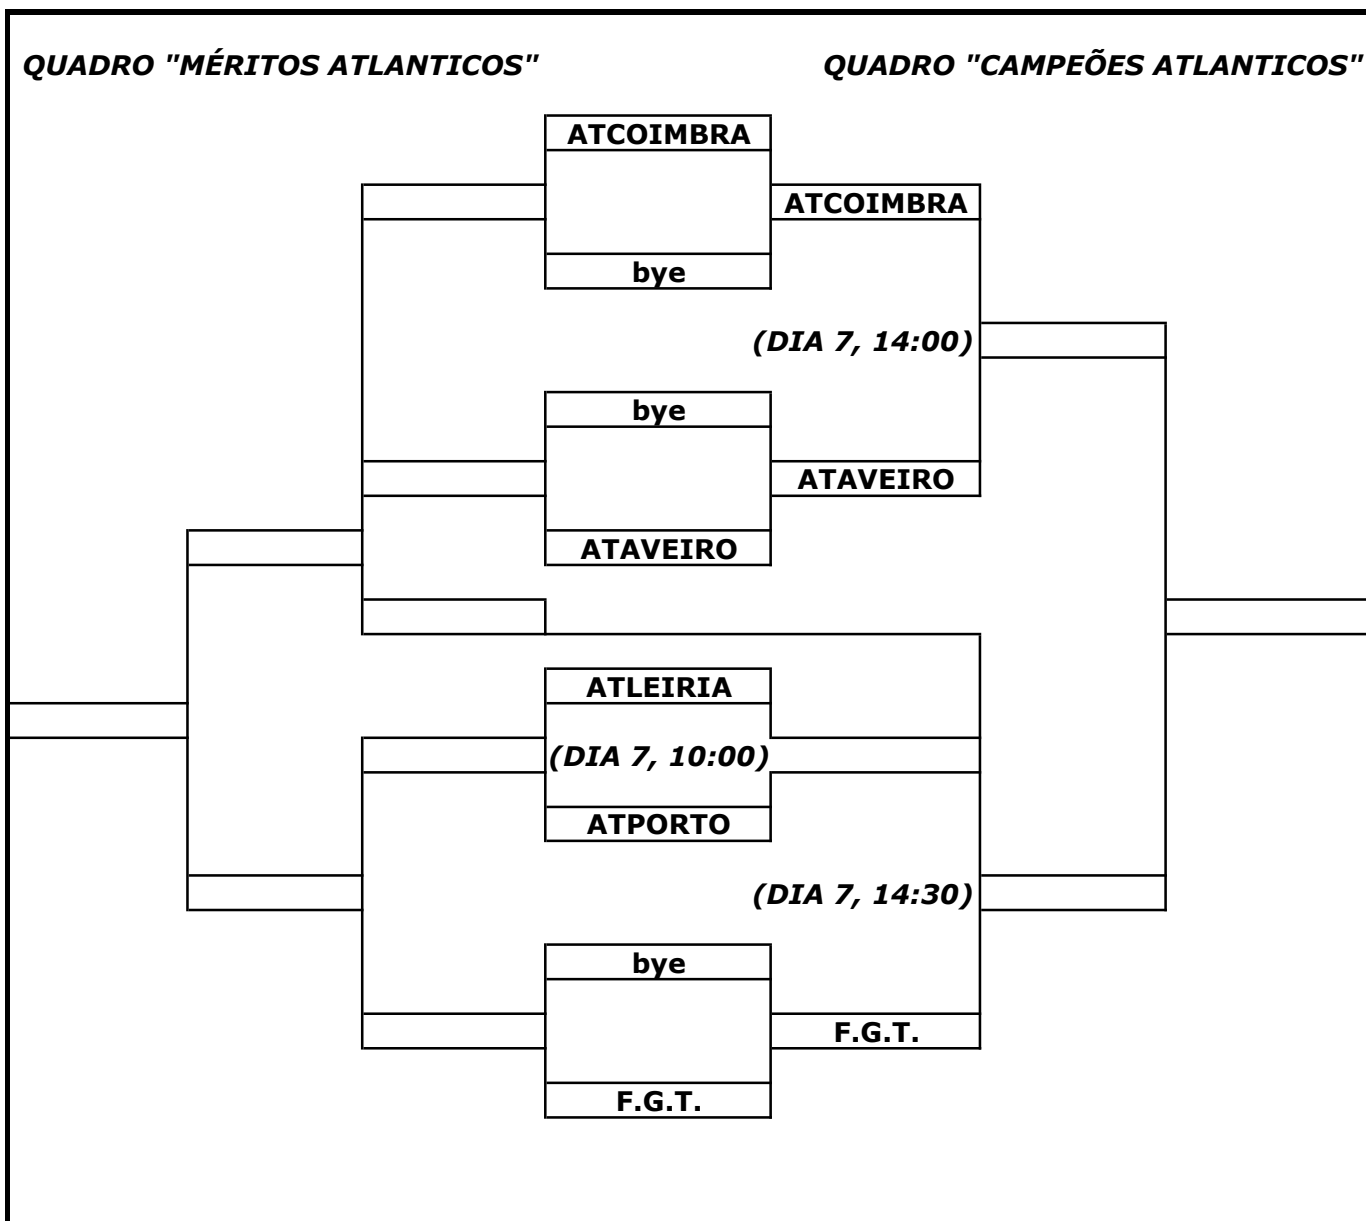 QUADRO "MÉRITOS ATLANTICOS"
QUADRO "CAMPEÕES ATLANTICOS"
ATCOIMBRA
ATCOIMBRA
bye
(DIA 7, 14:00)
bye
ATAVEIRO
ATAVEIRO
ATLEIRIA
(DIA 7, 10:00)
ATPORTO
(DIA 7, 14:30)
bye
F.G.T.
F.G.T.